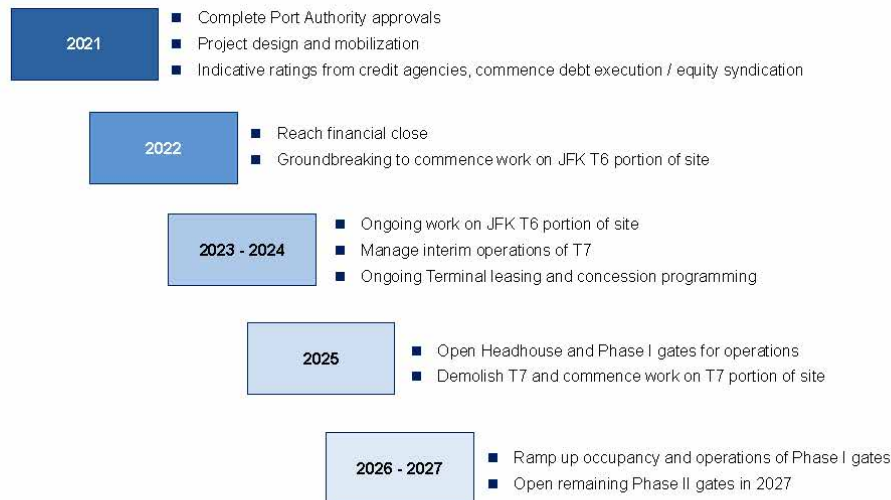 2021
Complete Port Authority approvals
Project design and mobilization
Indicative ratings from credit agencies, commence debt execution / equity syndication
2022
Reach financial close
Groundbreaking to commence work on JFK T6 portion of site
2023 - 2024
Ongoing work on JFK T6 portion of site
Manage interim operations of T7
Ongoing Terminal leasing and concession programming
2025
Open Headhouse and Phase I gates for operations
Demolish T7 and commence work on T7 portion of site
2026 - 2027
Ramp up occupancy and operations of Phase I gates
Open remaining Phase II gates in 2027